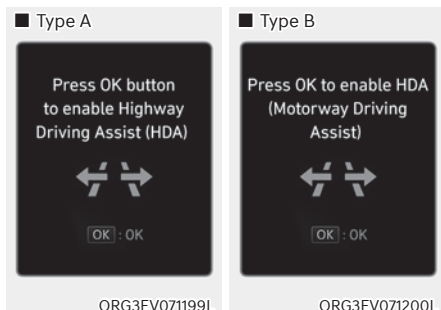 ■ Type A
Press OK button
to enable Highway
Driving Assist (HDA)
OK : OK
ORG3EV071199L
■ Type B
Press OK to enable HDA
(Motorway Driving
Assist)
OK : OK
ORG3EV071200L